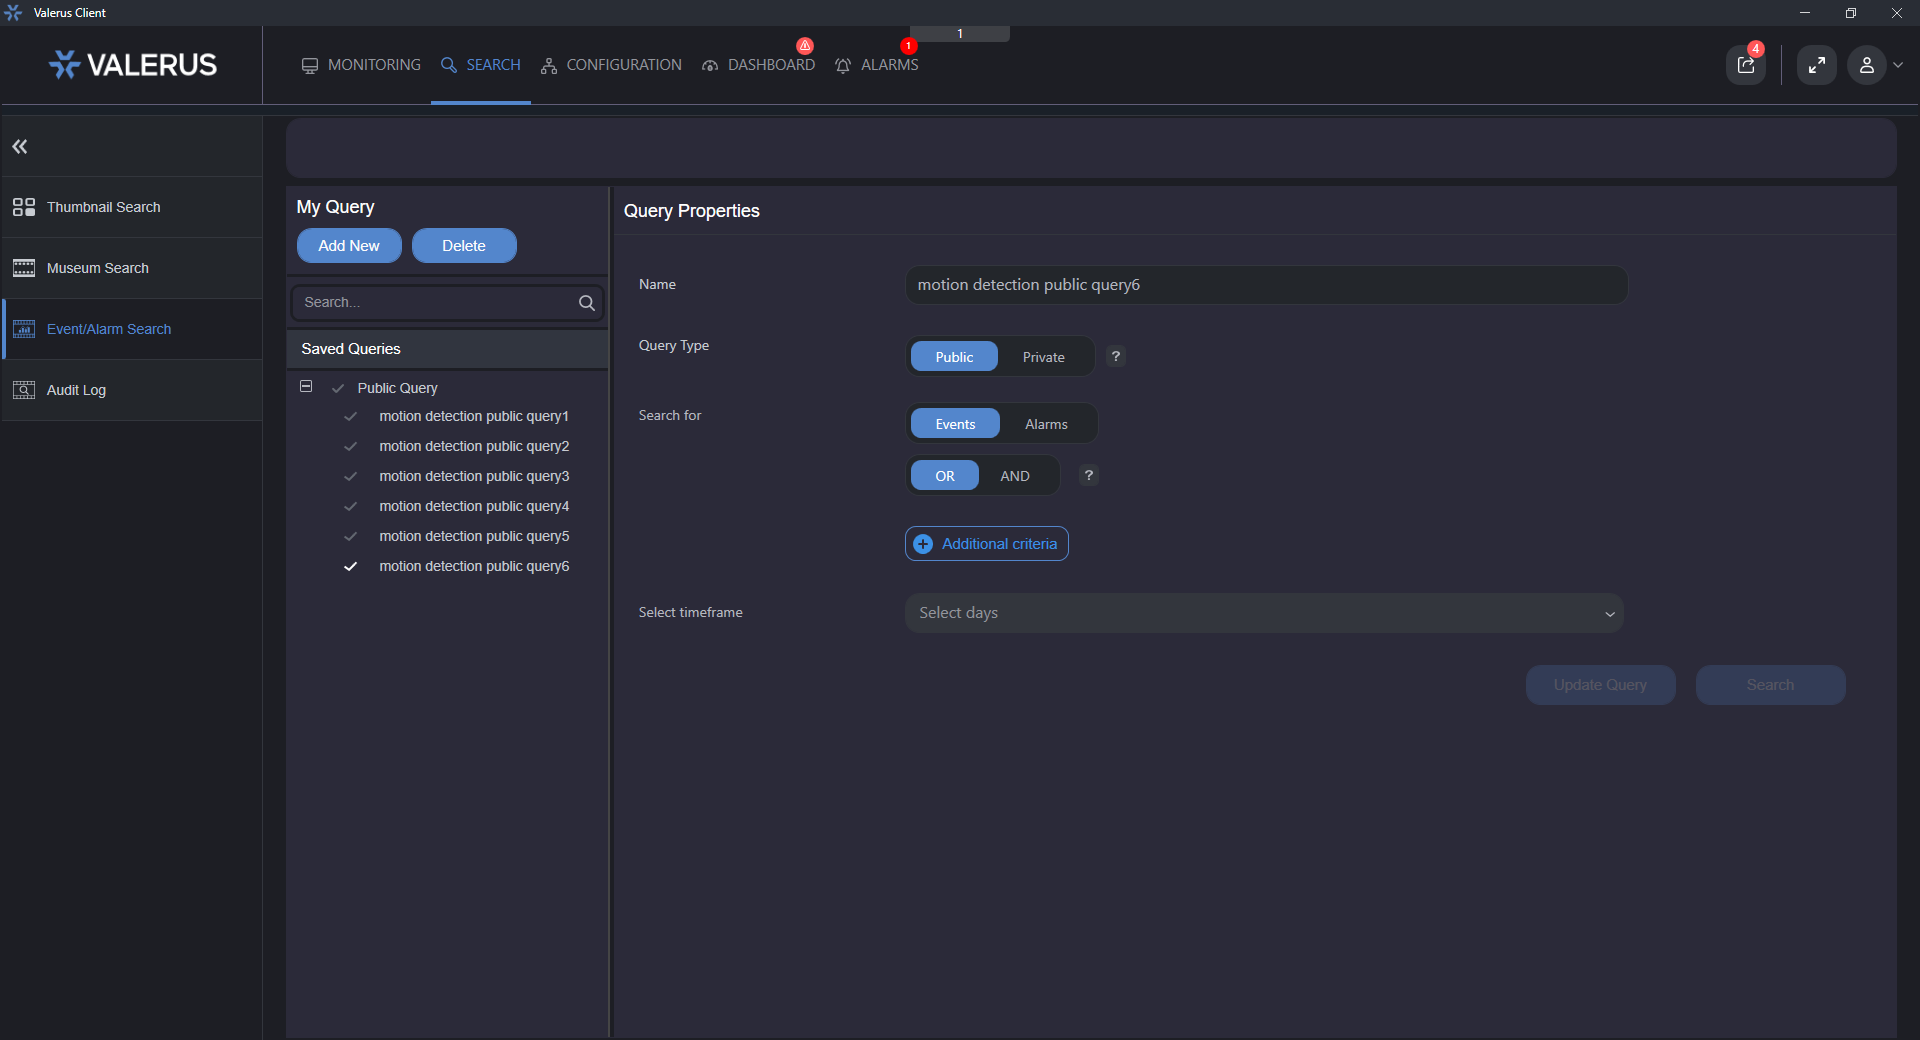 Valerus Client
1
VALERUS
MONITORING
SEARCH
CONFIGURATION
DASHBOARD
1
ALARMS
4
Thumbnail Search
Museum Search
Event/Alarm Search
Audit Log
My Query
Add New
Delete
Search...
Saved Queries
Public Query
motion detection public query1
motion detection public query2
motion detection public query3
motion detection public query4
motion detection public query5
motion detection public query6
Query Properties
Name
motion detection public query6
Query Type
Public
Private
?
Search for
Events
Alarms
OR
AND
?
Additional criteria
Select timeframe
Select days
Update Query
Search